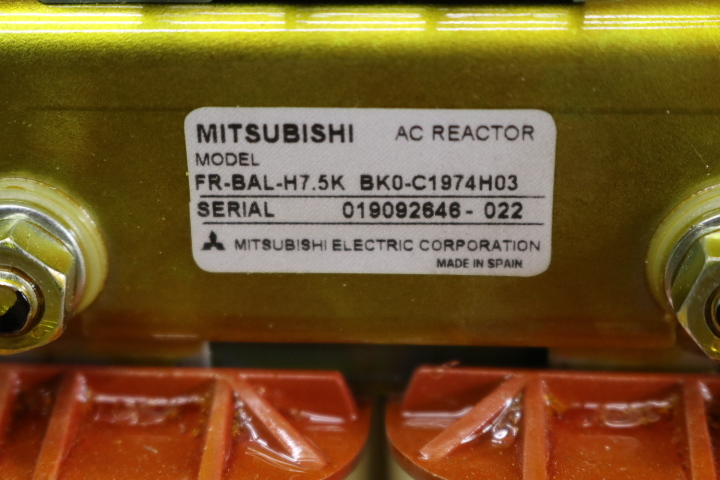 MITSUBISHI AC REACTOR
MODEL
FR-BAL-H7.5K BK0-C1974H03
SERIAL 019092646-022
MITSUBISHI ELECTRIC CORPORATION
MADE IN SPAIN